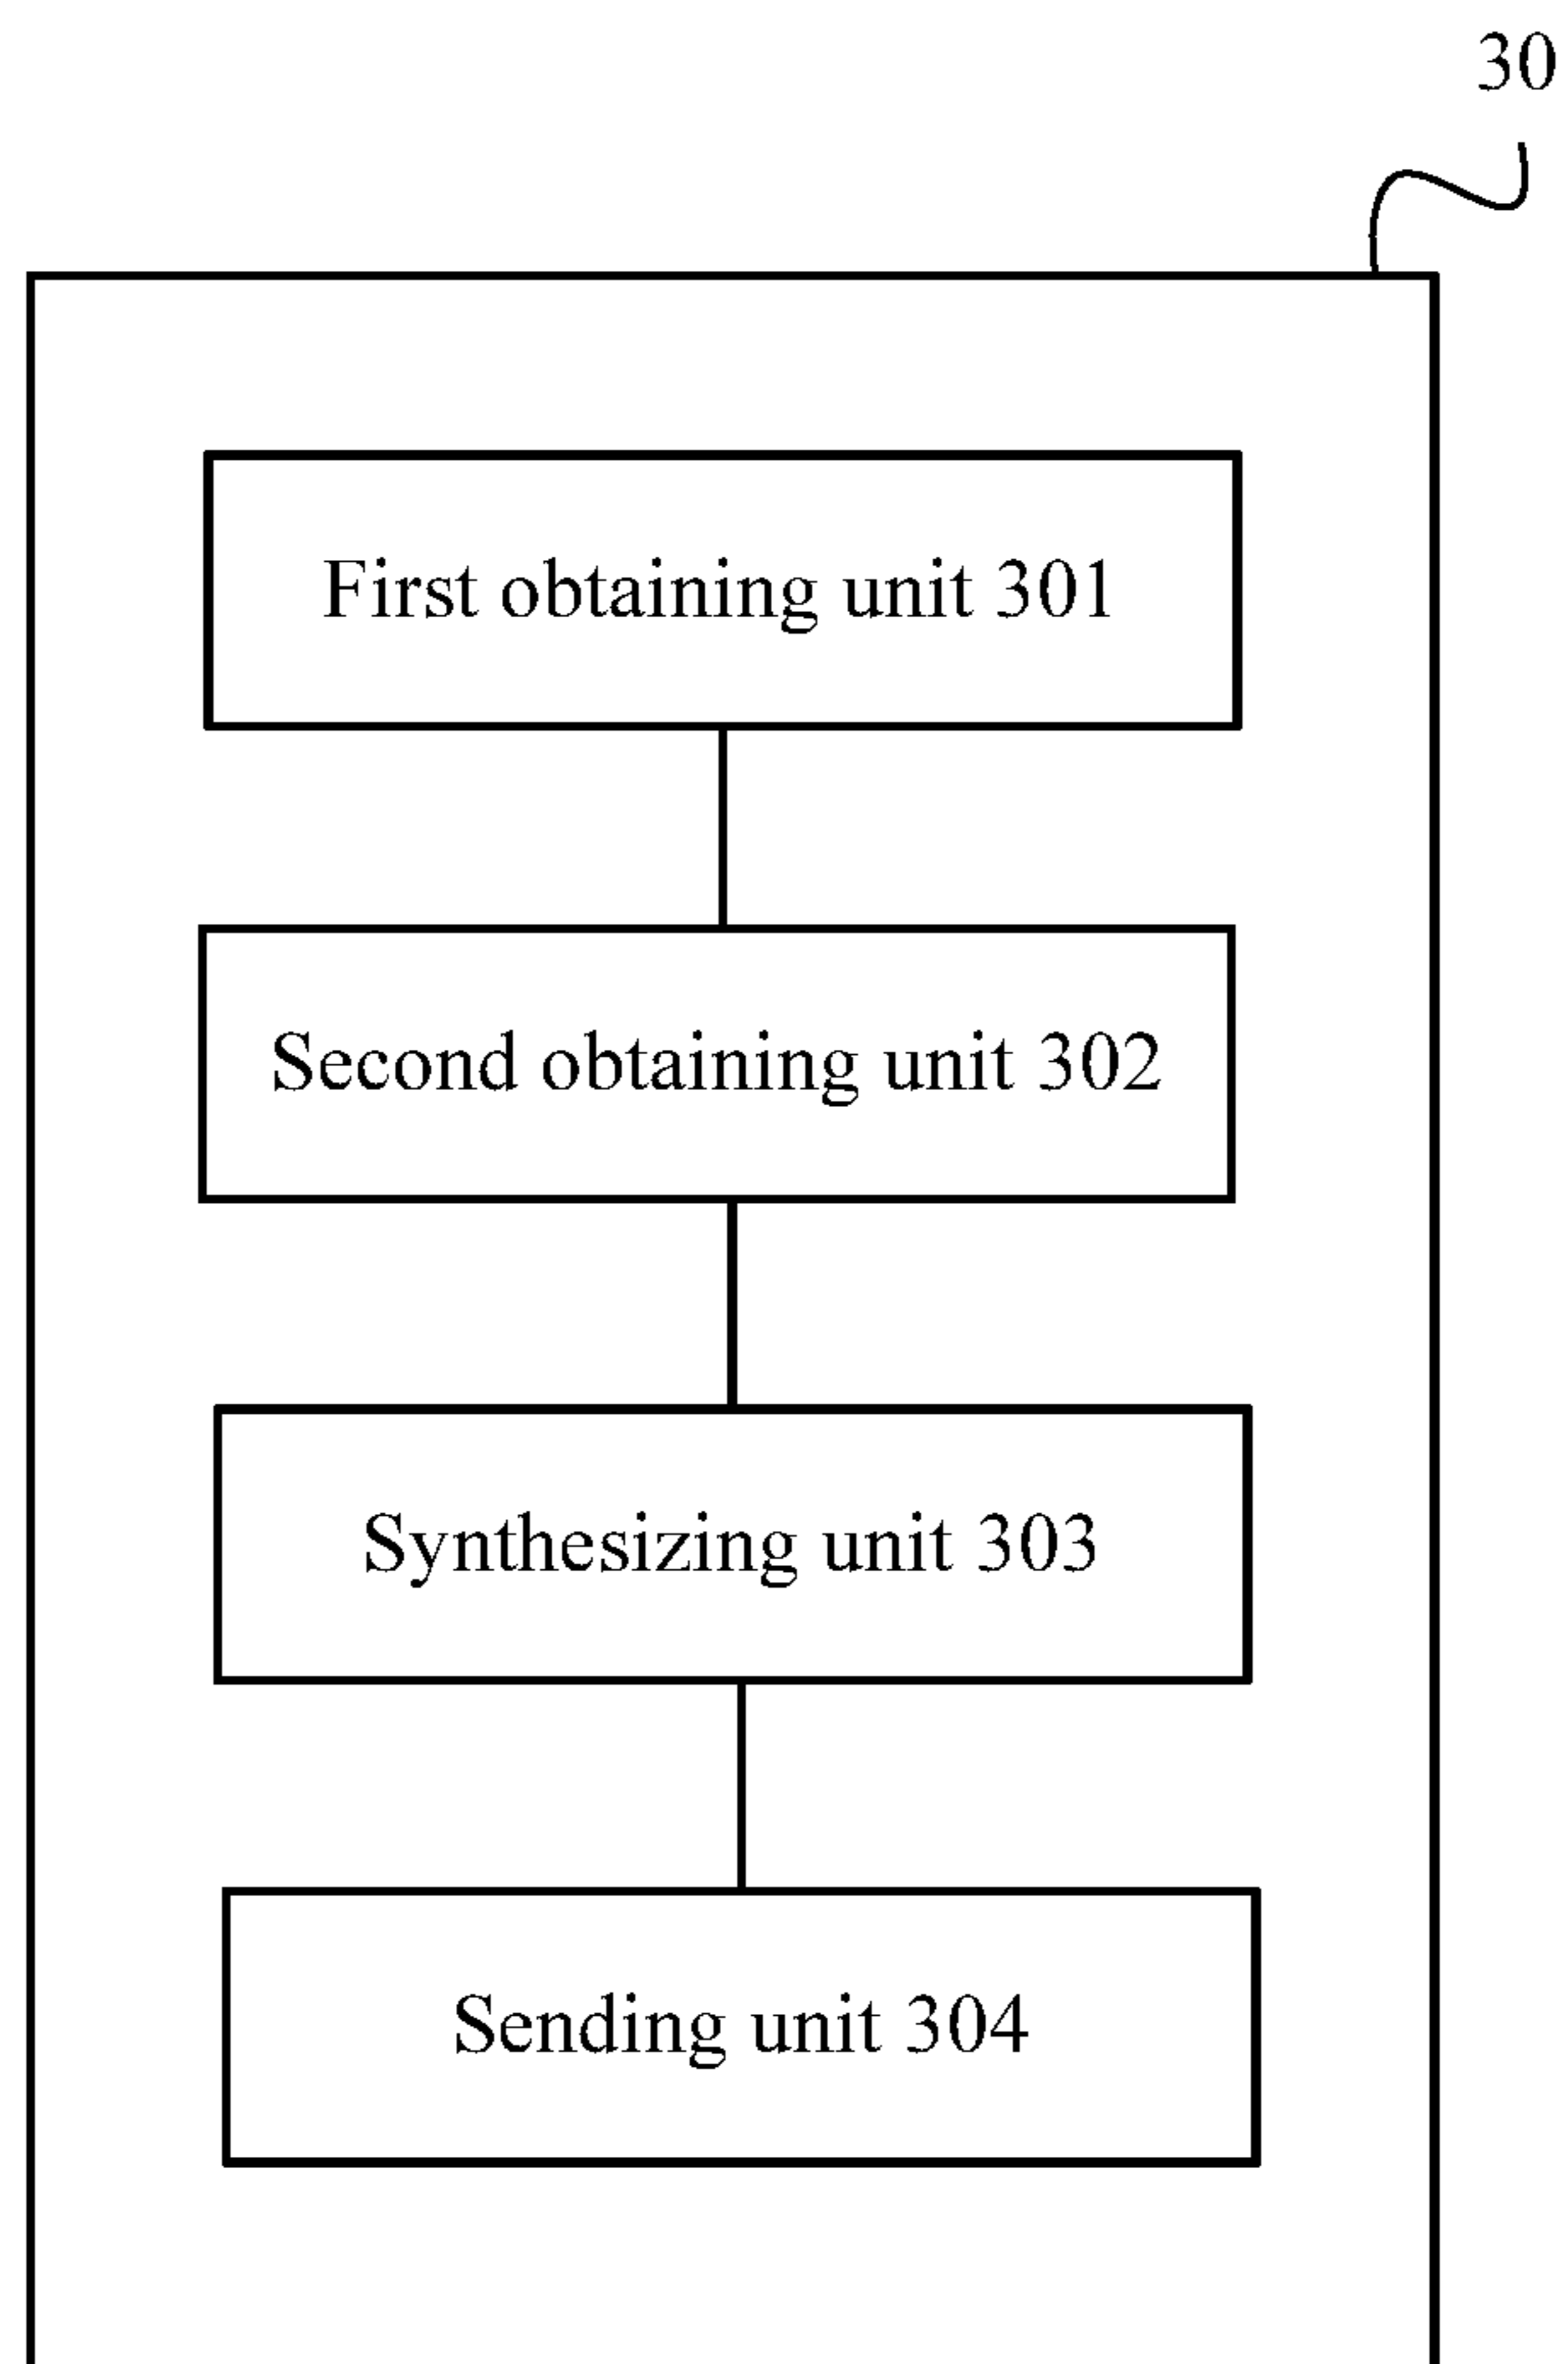 30
First obtaining unit 301
Second obtaining unit 302
Synthesizing unit 303
Sending unit 304